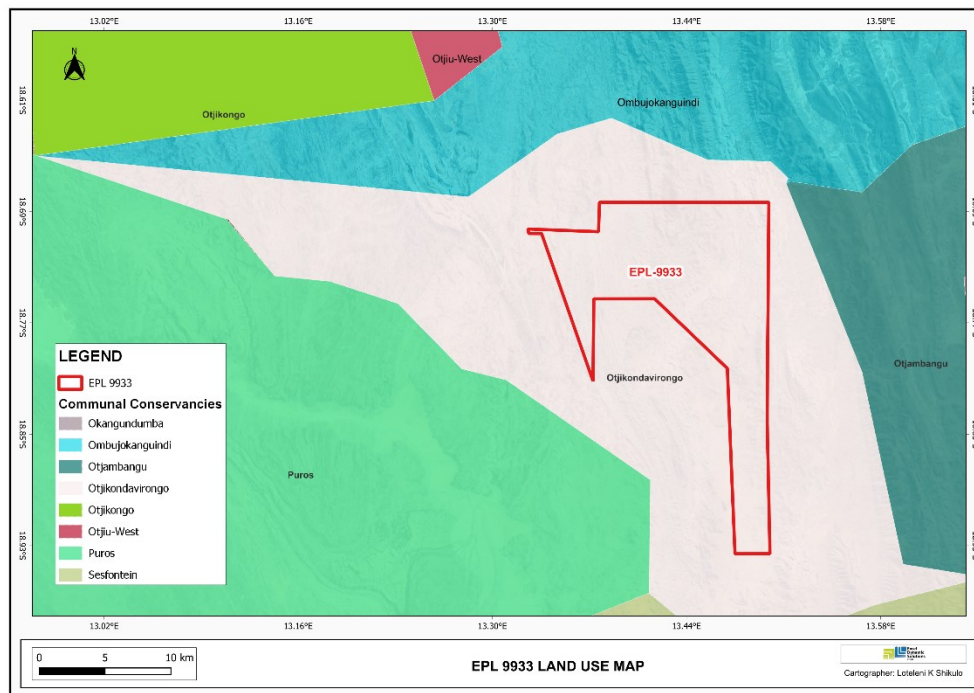 13.02°E 13.16°E 13.30°E 13.44°E 13.58°E
N
Otjiu-West
Ombujokanguindi
Otjikongo
18.61°S
18.69°S
EPL-9933
18.77°S
Otjikondavirongo
Otjambangu
Puros
18.85°S
18.93°S
LEGEND
EPL 9933
Communal Conservancies
Okangundumba
Ombujokanguindi
Otjambangu
Otjikondavirongo
Otjikongo
Otjiu-West
Puros
Sesfontein
13.02°E 13.16°E 13.30°E 13.44°E 13.58°E
0 5 10 km
EPL 9933 LAND USE MAP
Cartographer: Loteleni K Shikulo